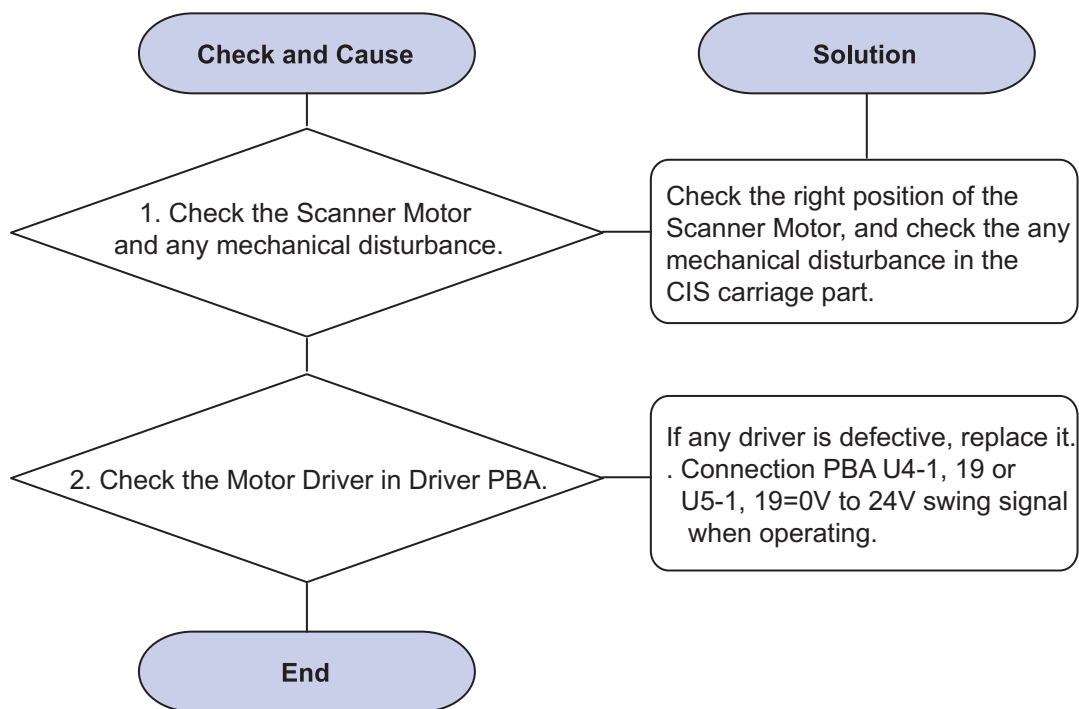 Check and Cause
Solution
1. Check the Scanner Motor
and any mechanical disturbance.
Check the right position of the
Scanner Motor, and check the any
mechanical disturbance in the
CIS carriage part.
2. Check the Motor Driver in Driver PBA.
If any driver is defective, replace it.
. Connection PBA U4-1, 19 or
U5-1, 19=0V to 24V swing signal
when operating.
End